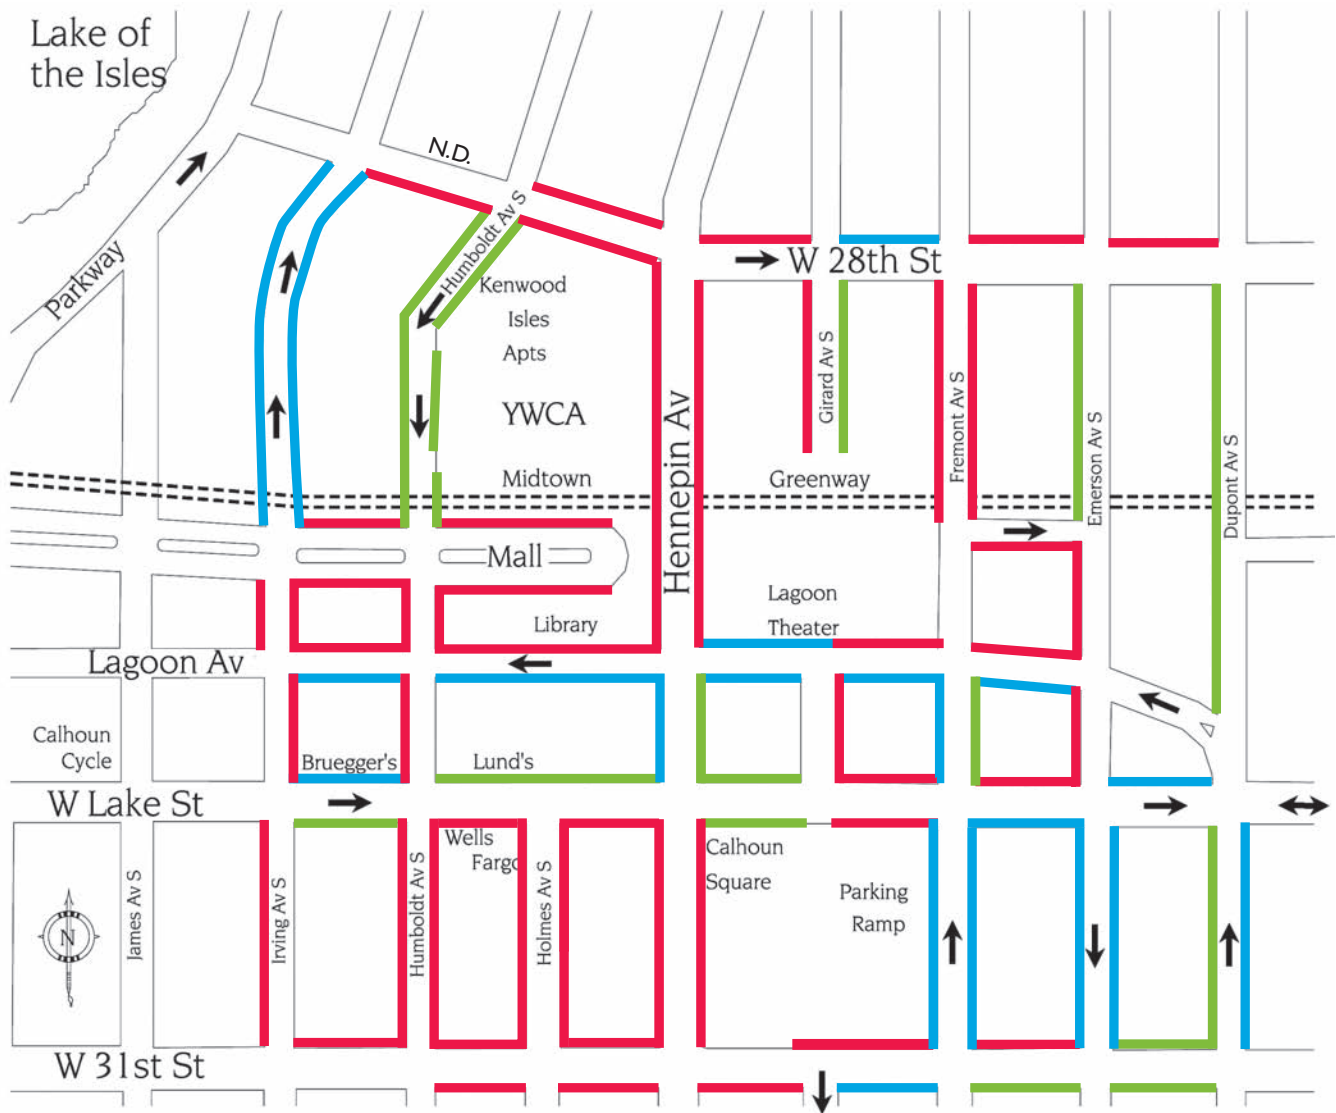 Lake of
the Isles
N.D.
Humboldt Av S
W 28th St
Parkway
Kenwood
Isles
Apts
Girard Av S
Fremont Av S
YWCA
Hennepin Av
Emerson Av S
Dupont Av S
Midtown
Greenway
Mall
Lagoon
Theater
Library
Lagoon Av
Calhoun
Cycle
Bruegger's
Lund's
W Lake St
Wells
Fargo
Calhoun
Square
Parking
Ramp
James Av S
Irving Av S
Humboldt Av S
Holmes Av S
N
W 31st St